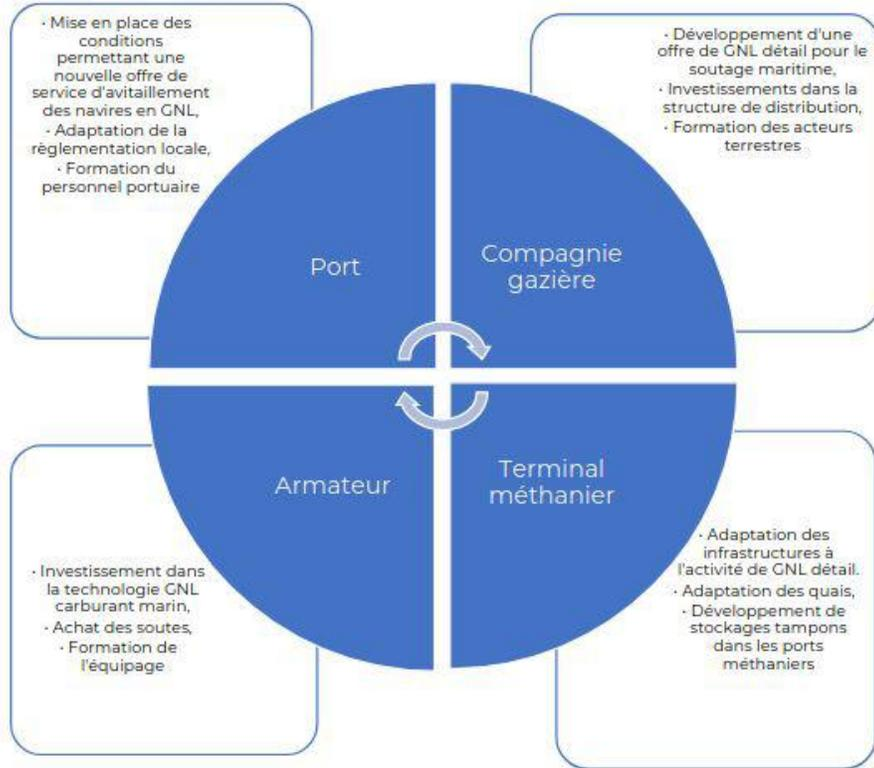 · Mise en place des
conditions
permettant une
nouvelle offre de
service d'avitaillement
des navires en GNL,
· Adaptation de la
règlementation locale,
· Formation du
personnel portuaire
· Développement d'une
offre de GNL détail pour le
soutage maritime,
· Investissements dans la
structure de distribution,
· Formation des acteurs
terrestres
Port
Compagnie
gazière
Armateur
Terminal
méthanier
· Investissement dans
la technologie GNL
carburant marin,
· Achat des soutes,
· Formation de
l'équipage
· Adaptation des
infrastructures à
l'activité de GNL détail.
· Adaptation des quais,
· Développement de
stockages tampons
dans les ports
méthaniers